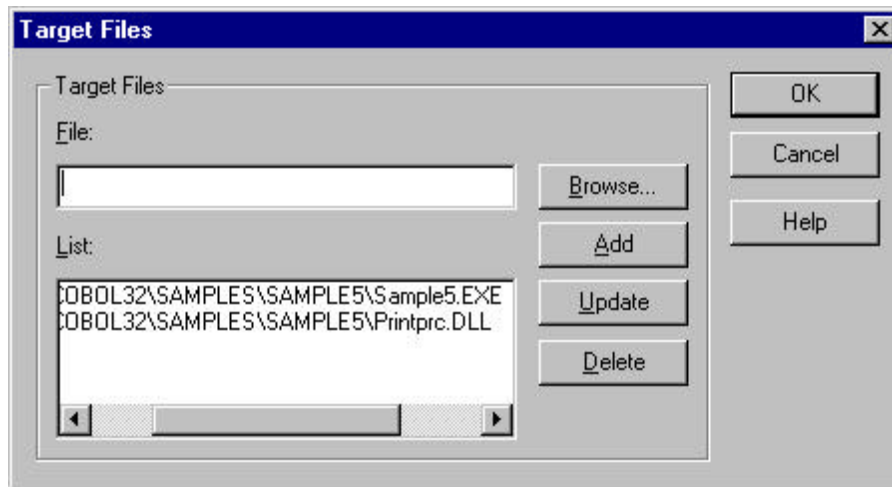 Target Files
Target Files
File:
Browse...
Add
Update
Delete
List:
COBOL32\SAMPLES\SAMPLE5\Sample5.EXE
COBOL32\SAMPLES\SAMPLE5\Printprc.DLL
OK
Cancel
Help